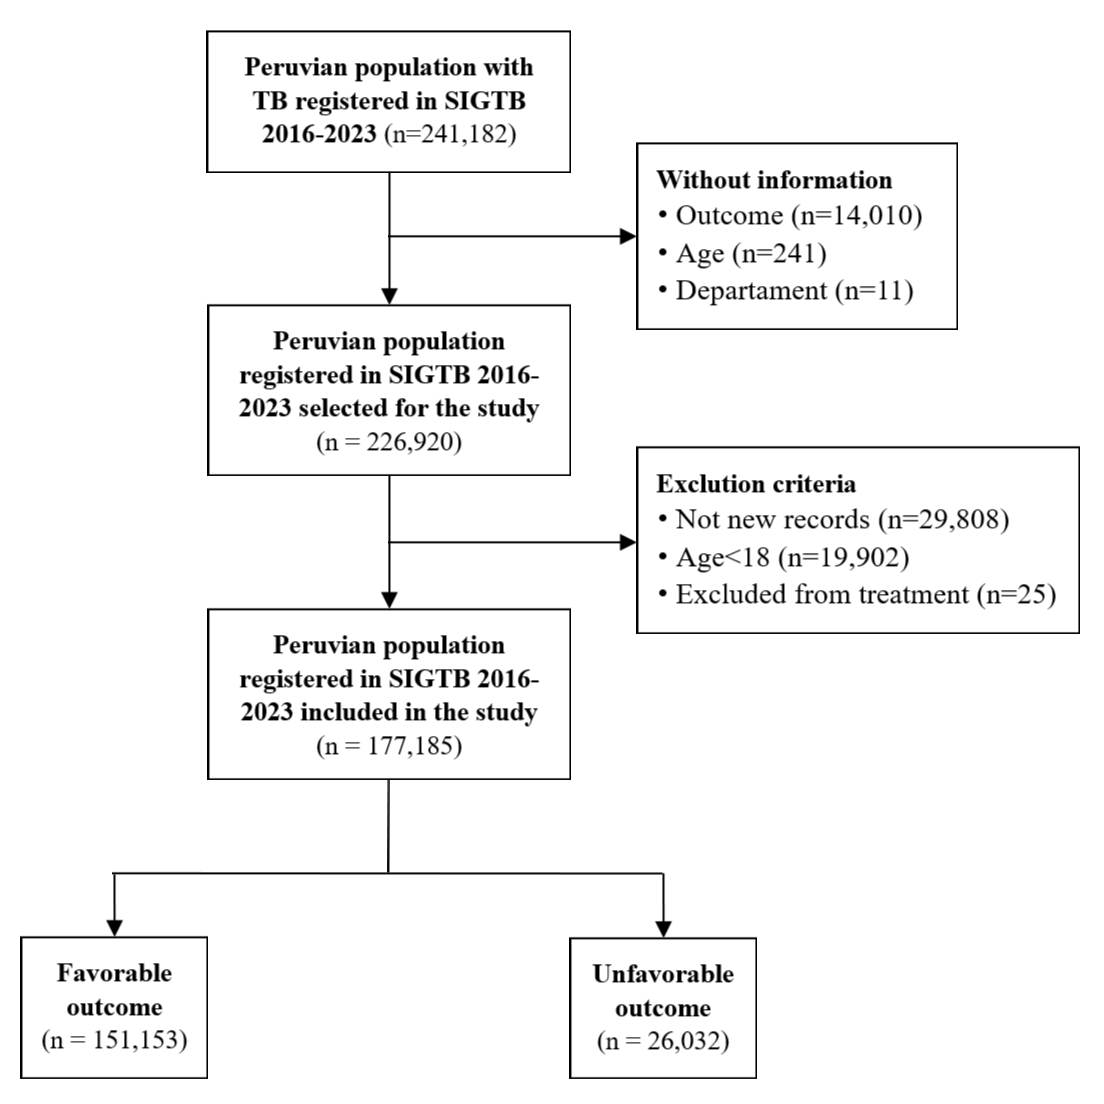 Peruvian population with
TB registered in SIGTB
2016-2023 (n=241,182)
Without information
• Outcome (n=14,010)
• Age (n=241)
• Departament (n=11)
Peruvian population
registered in SIGTB 2016-
2023 selected for the study
(n = 226,920)
Exclution criteria
• Not new records (n=29,808)
• Age<18 (n=19,902)
• Excluded from treatment (n=25)
Peruvian population
registered in SIGTB 2016-
2023 included in the study
(n = 177,185)
Favorable
outcome
(n = 151,153)
Unfavorable
outcome
(n = 26,032)